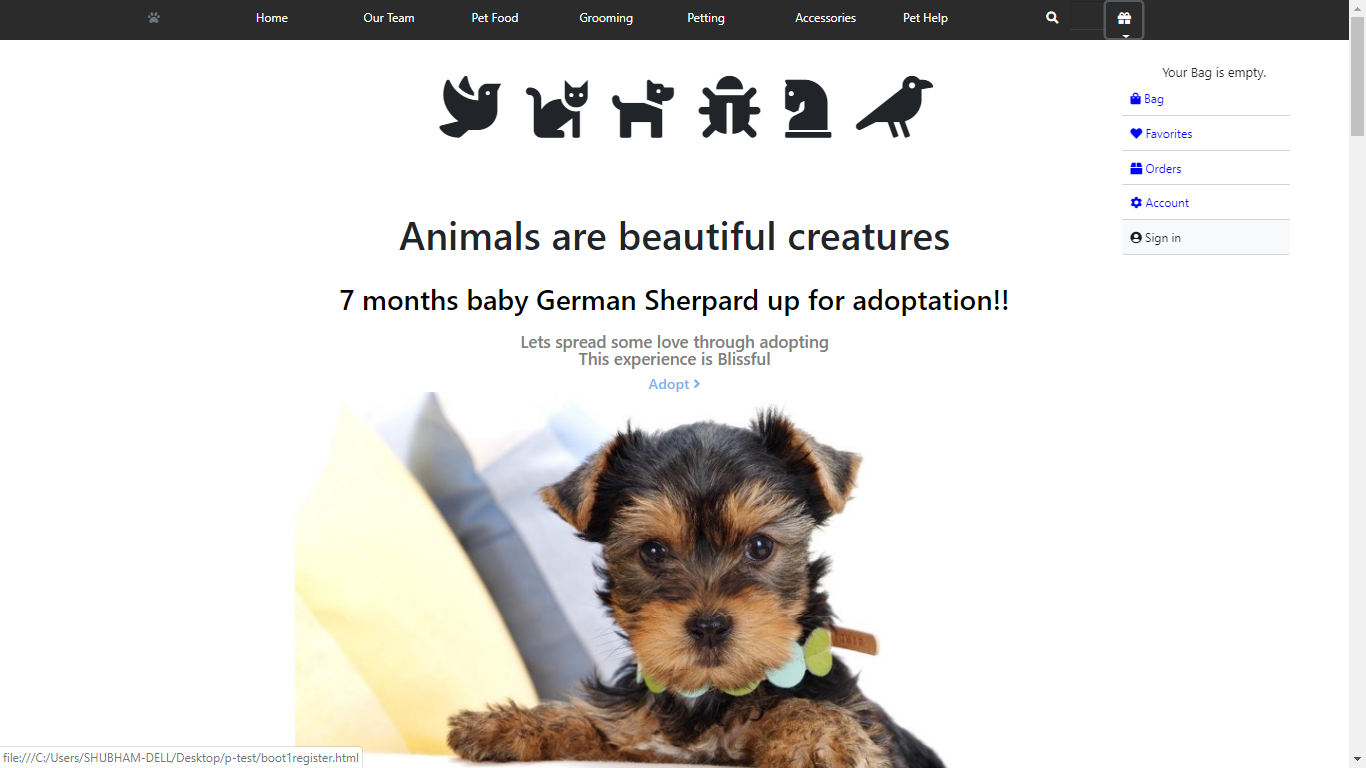 Home Our Team Pet Food Grooming Petting Accessories Pet Help
Your Bag is empty.
Bag
Favorites
Orders
Account
Sign in
Animals are beautiful creatures
7 months baby German Sherpard up for adoptation!!
Lets spread some love through adopting
This experience is Blissful
Adopt
file:///C:/Users/SHUBHAM-DELL/Desktop/p-test/boot1register.html